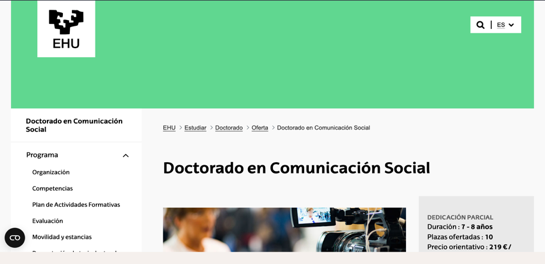 EHU
ES
Doctorado en Comunicación
Social
EHU > Estudiar > Doctorado > Oferta > Doctorado en Comunicación Social
Programa
Organización
Competencias
Plan de Actividades Formativas
Evaluación
Movilidad y estancias
Doctorado en Comunicación Social
DEDICACIÓN PARCIAL
Duración : 7 - 8 años
Plazas ofertadas : 10
Precio orientativo : 219 € /